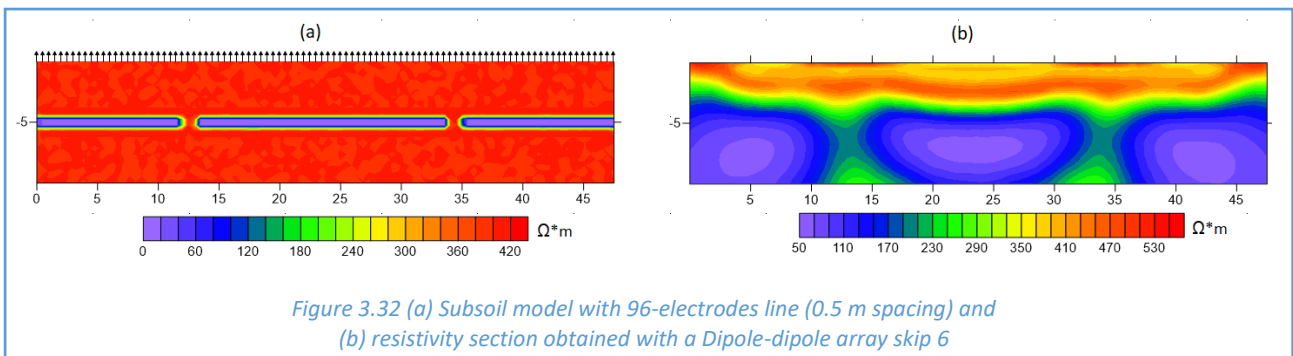 (a)
(b)
-5
0 5 10 15 20 25 30 35 40 45
0 60 120 180 240 300 360 420 Ω*m
-5
5 10 15 20 25 30 35 40 45
50 110 170 230 290 350 410 470 530 Ω*m
Figure 3.32 (a) Subsoil model with 96-electrodes line (0.5 m spacing) and
(b) resistivity section obtained with a Dipole-dipole array skip 6